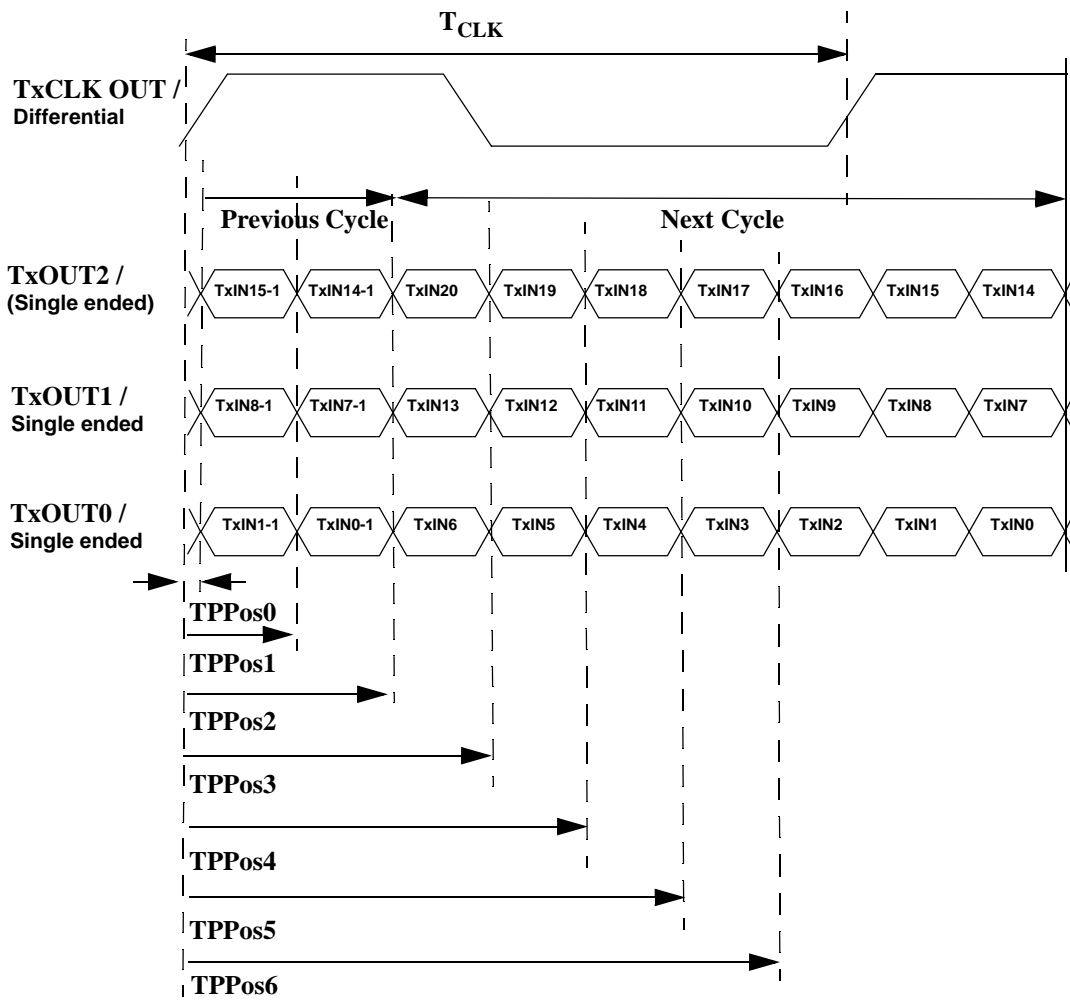 TCLK
TxCLK OUT /
Differential
Previous Cycle
Next Cycle
TxOUT2 /
(Single ended)
TxIN15-1 TxIN14-1 TxIN20 TxIN19 TxIN18 TxIN17 TxIN16 TxIN15 TxIN14
TxOUT1 /
Single ended
TxIN8-1 TxIN7-1 TxIN13 TxIN12 TxIN11 TxIN10 TxIN9 TxIN8 TxIN7
TxOUT0 /
Single ended
TxIN1-1 TxIN0-1 TxIN6 TxIN5 TxIN4 TxIN3 TxIN2 TxIN1 TxIN0
TPPos0
TPPos1
TPPos2
TPPos3
TPPos4
TPPos5
TPPos6